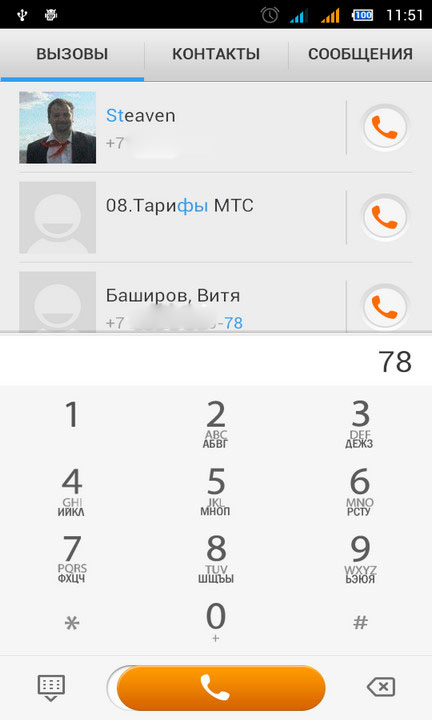 100 11:51
ВЫЗОВЫ КОНТАКТЫ СООБЩЕНИЯ
Steaven
+7
08.Тарифы МТС
Баширов, Витя
+7 -78
78
1 2 3
ABC DEF
АБВГ ДЕЖЗ
4 5 6
GHI JKL MNO
ИЙКЛ МНОП РСТУ
7 8 9
PQRS TUV WXYZ
ФХЦЧ ШЩЪЫ ЬЭЮЯ
* 0 #
+